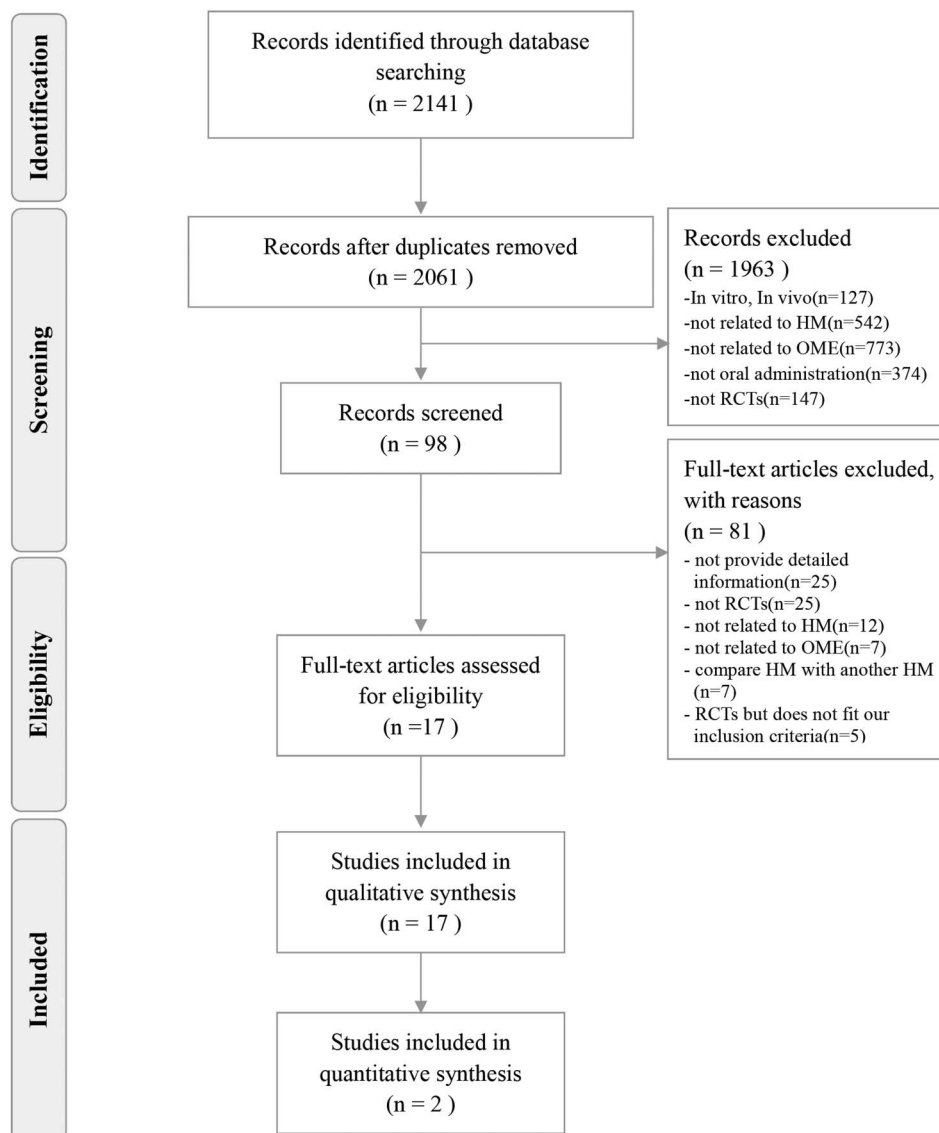 Identification
Records identified through database
searching
(n = 2141 )
Screening
Records after duplicates removed
(n = 2061 )
Records excluded
(n = 1963 )
-In vitro, In vivo(n=127)
-not related to HM(n=542)
-not related to OME(n=773)
-not oral administration(n=374)
-not RCTs(n=147)
Records screened
(n = 98 )
Full-text articles excluded,
with reasons
(n = 81 )
- not provide detailed
information(n=25)
- not RCTs(n=25)
- not related to HM(n=12)
- not related to OME(n=7)
- compare HM with another HM
(n=7)
- RCTs but does not fit our
inclusion criteria(n=5)
Eligibility
Full-text articles assessed
for eligibility
(n =17 )
Included
Studies included in
qualitative synthesis
(n = 17 )
Studies included in
quantitative synthesis
(n = 2 )